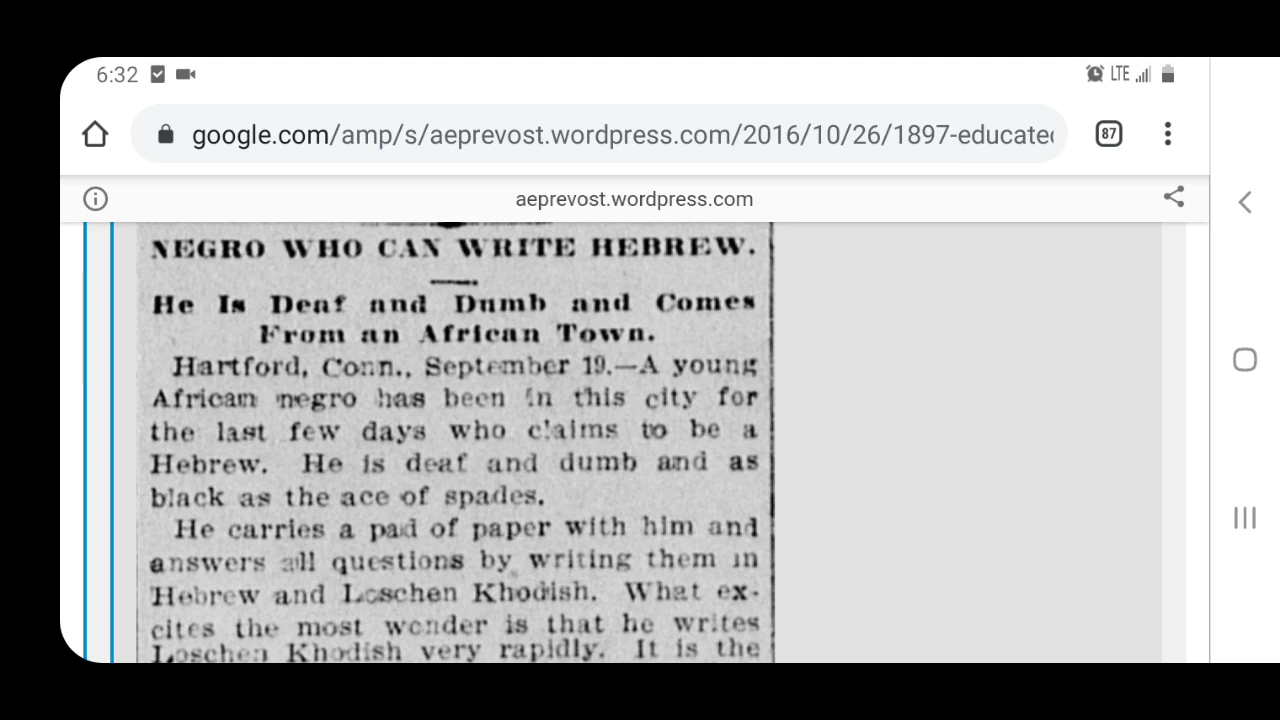 6:32
LTE
google.com/amp/s/aeprevost.wordpress.com/2016/10/26/1897-educated
87
aeprevost.wordpress.com
NEGRO WHO CAN WRITE HEBREW.
He Is Deaf and Dumb and Comes
From an African Town.
Hartford, Conn., September 19.—A young
African negro has been in this city for
the last few days who claims to be a
Hebrew. He is deaf and dumb and as
black as the ace of spades.
He carries a pad of paper with him and
answers all questions by writing them in
Hebrew and Loschen Khodish. What ex-
cites the most wonder is that he writes
Loschen Khodish very rapidly. It is the